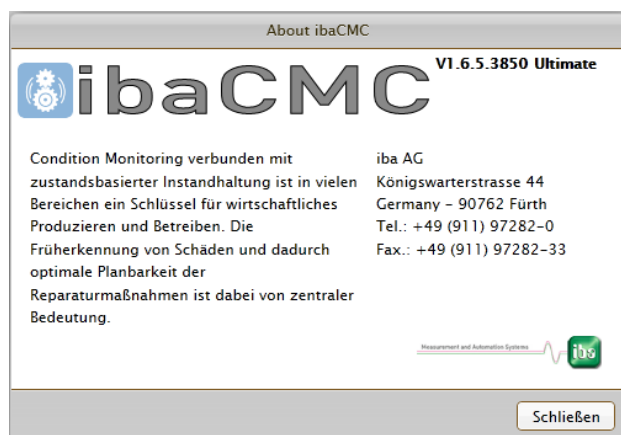 About ibaCMC
ibaCMC
V1.6.5.3850 Ultimate
Condition Monitoring verbunden mit
zustandsbasierter Instandhaltung ist in vielen
Bereichen ein Schlüssel für wirtschaftliches
Produzieren und Betreiben. Die
Früherkennung von Schäden und dadurch
optimale Planbarkeit der
Reparaturmaßnahmen ist dabei von zentraler
Bedeutung.
iba AG
Königswarterstrasse 44
Germany – 90762 Fürth
Tel.: +49 (911) 97282-0
Fax.: +49 (911) 97282-33
Measurement and Automation Systems
iba
Schließen